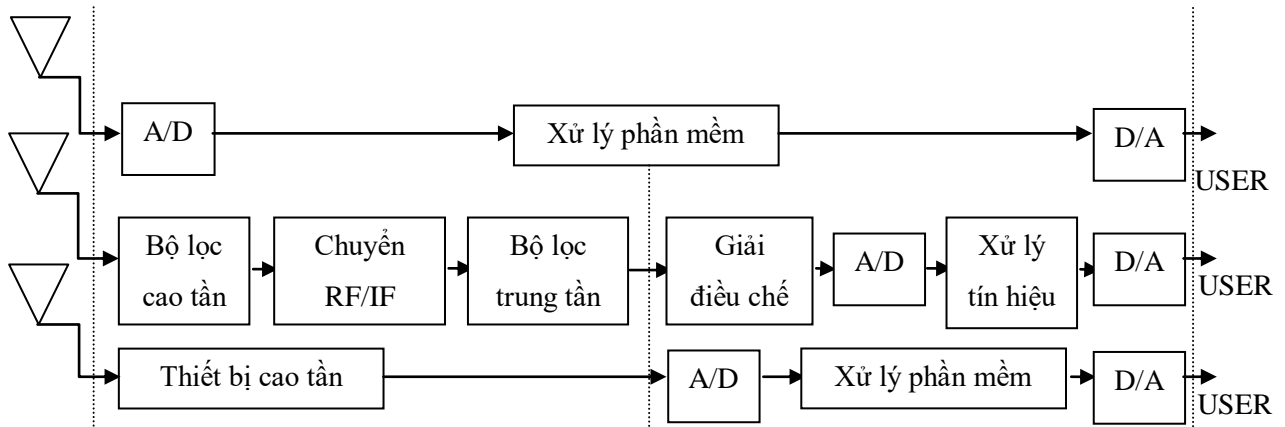 A/D
Xử lý phần mềm
D/A
USER
Bộ lọc
cao tần
Chuyển
RF/IF
Bộ lọc
trung tần
Giải
điều chế
A/D
Xử lý
tín hiệu
D/A
USER
Thiết bị cao tần
A/D
Xử lý phần mềm
D/A
USER